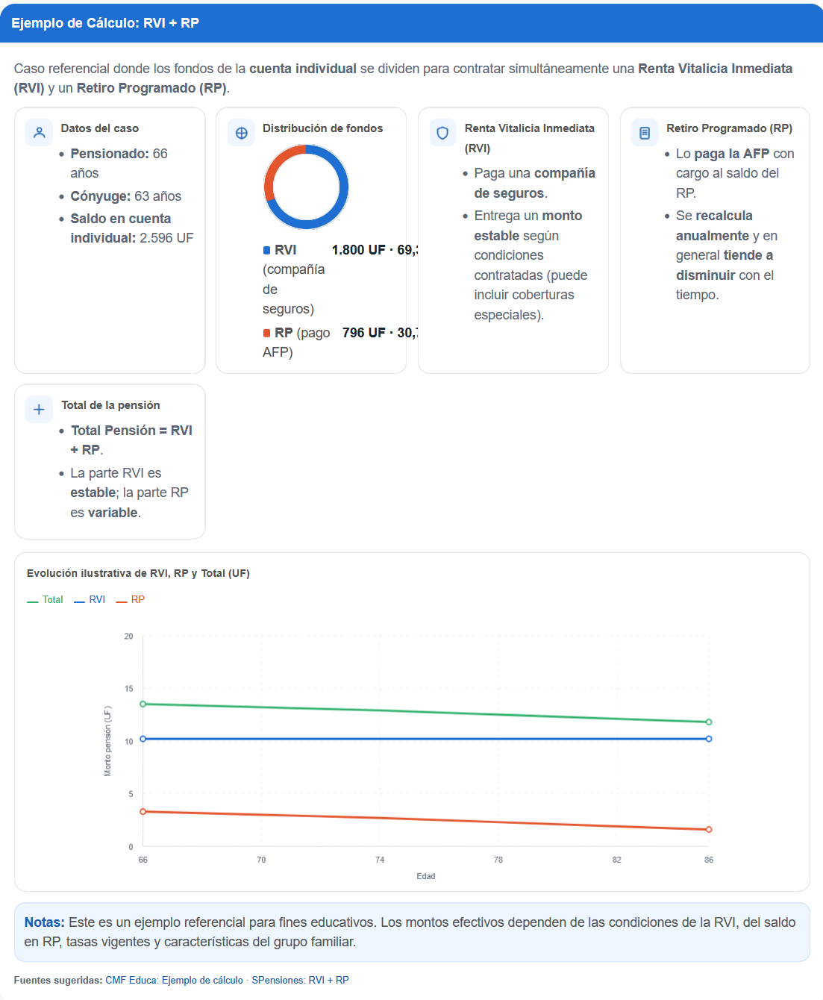 Ejemplo de Cálculo: RVI + RP
Caso referencial donde los fondos de la cuenta individual se dividen para contratar simultáneamente una Renta Vitalicia Inmediata
(RVI) y un Retiro Programado (RP).
Datos del caso
• Pensionado: 66
años
• Cónyuge: 63 años
• Saldo en cuenta
individual: 2.596 UF
Distribución de fondos
RVI 1.800 UF · 69,
(compañía
de
seguros)
RP (pago 796 UF · 30,
AFP)
Renta Vitalicia Inmediata
(RVI)
• Paga una compañía
de seguros.
• Entrega un monto
estable según
condiciones
contratadas (puede
incluir coberturas
especiales).
Retiro Programado (RP)
• Lo paga la AFP con
cargo al saldo del
RP.
• Se recalcula
anualmente y en
general tiende a
disminuir con el
tiempo.
Total de la pensión
• Total Pensión = RVI
+ RP.
• La parte RVI es
estable; la parte RP
es variable.
Evolución ilustrativa de RVI, RP y Total (UF)
Total RVI RP
20
15
10
5
0
Monto pensión (UF)
66 70 74 78 82 86
Edad
Notas: Este es un ejemplo referencial para fines educativos. Los montos efectivos dependen de las condiciones de la RVI, del saldo
en RP, tasas vigentes y características del grupo familiar.
Fuentes sugeridas: CMF Educa: Ejemplo de cálculo · SPensiones: RVI + RP